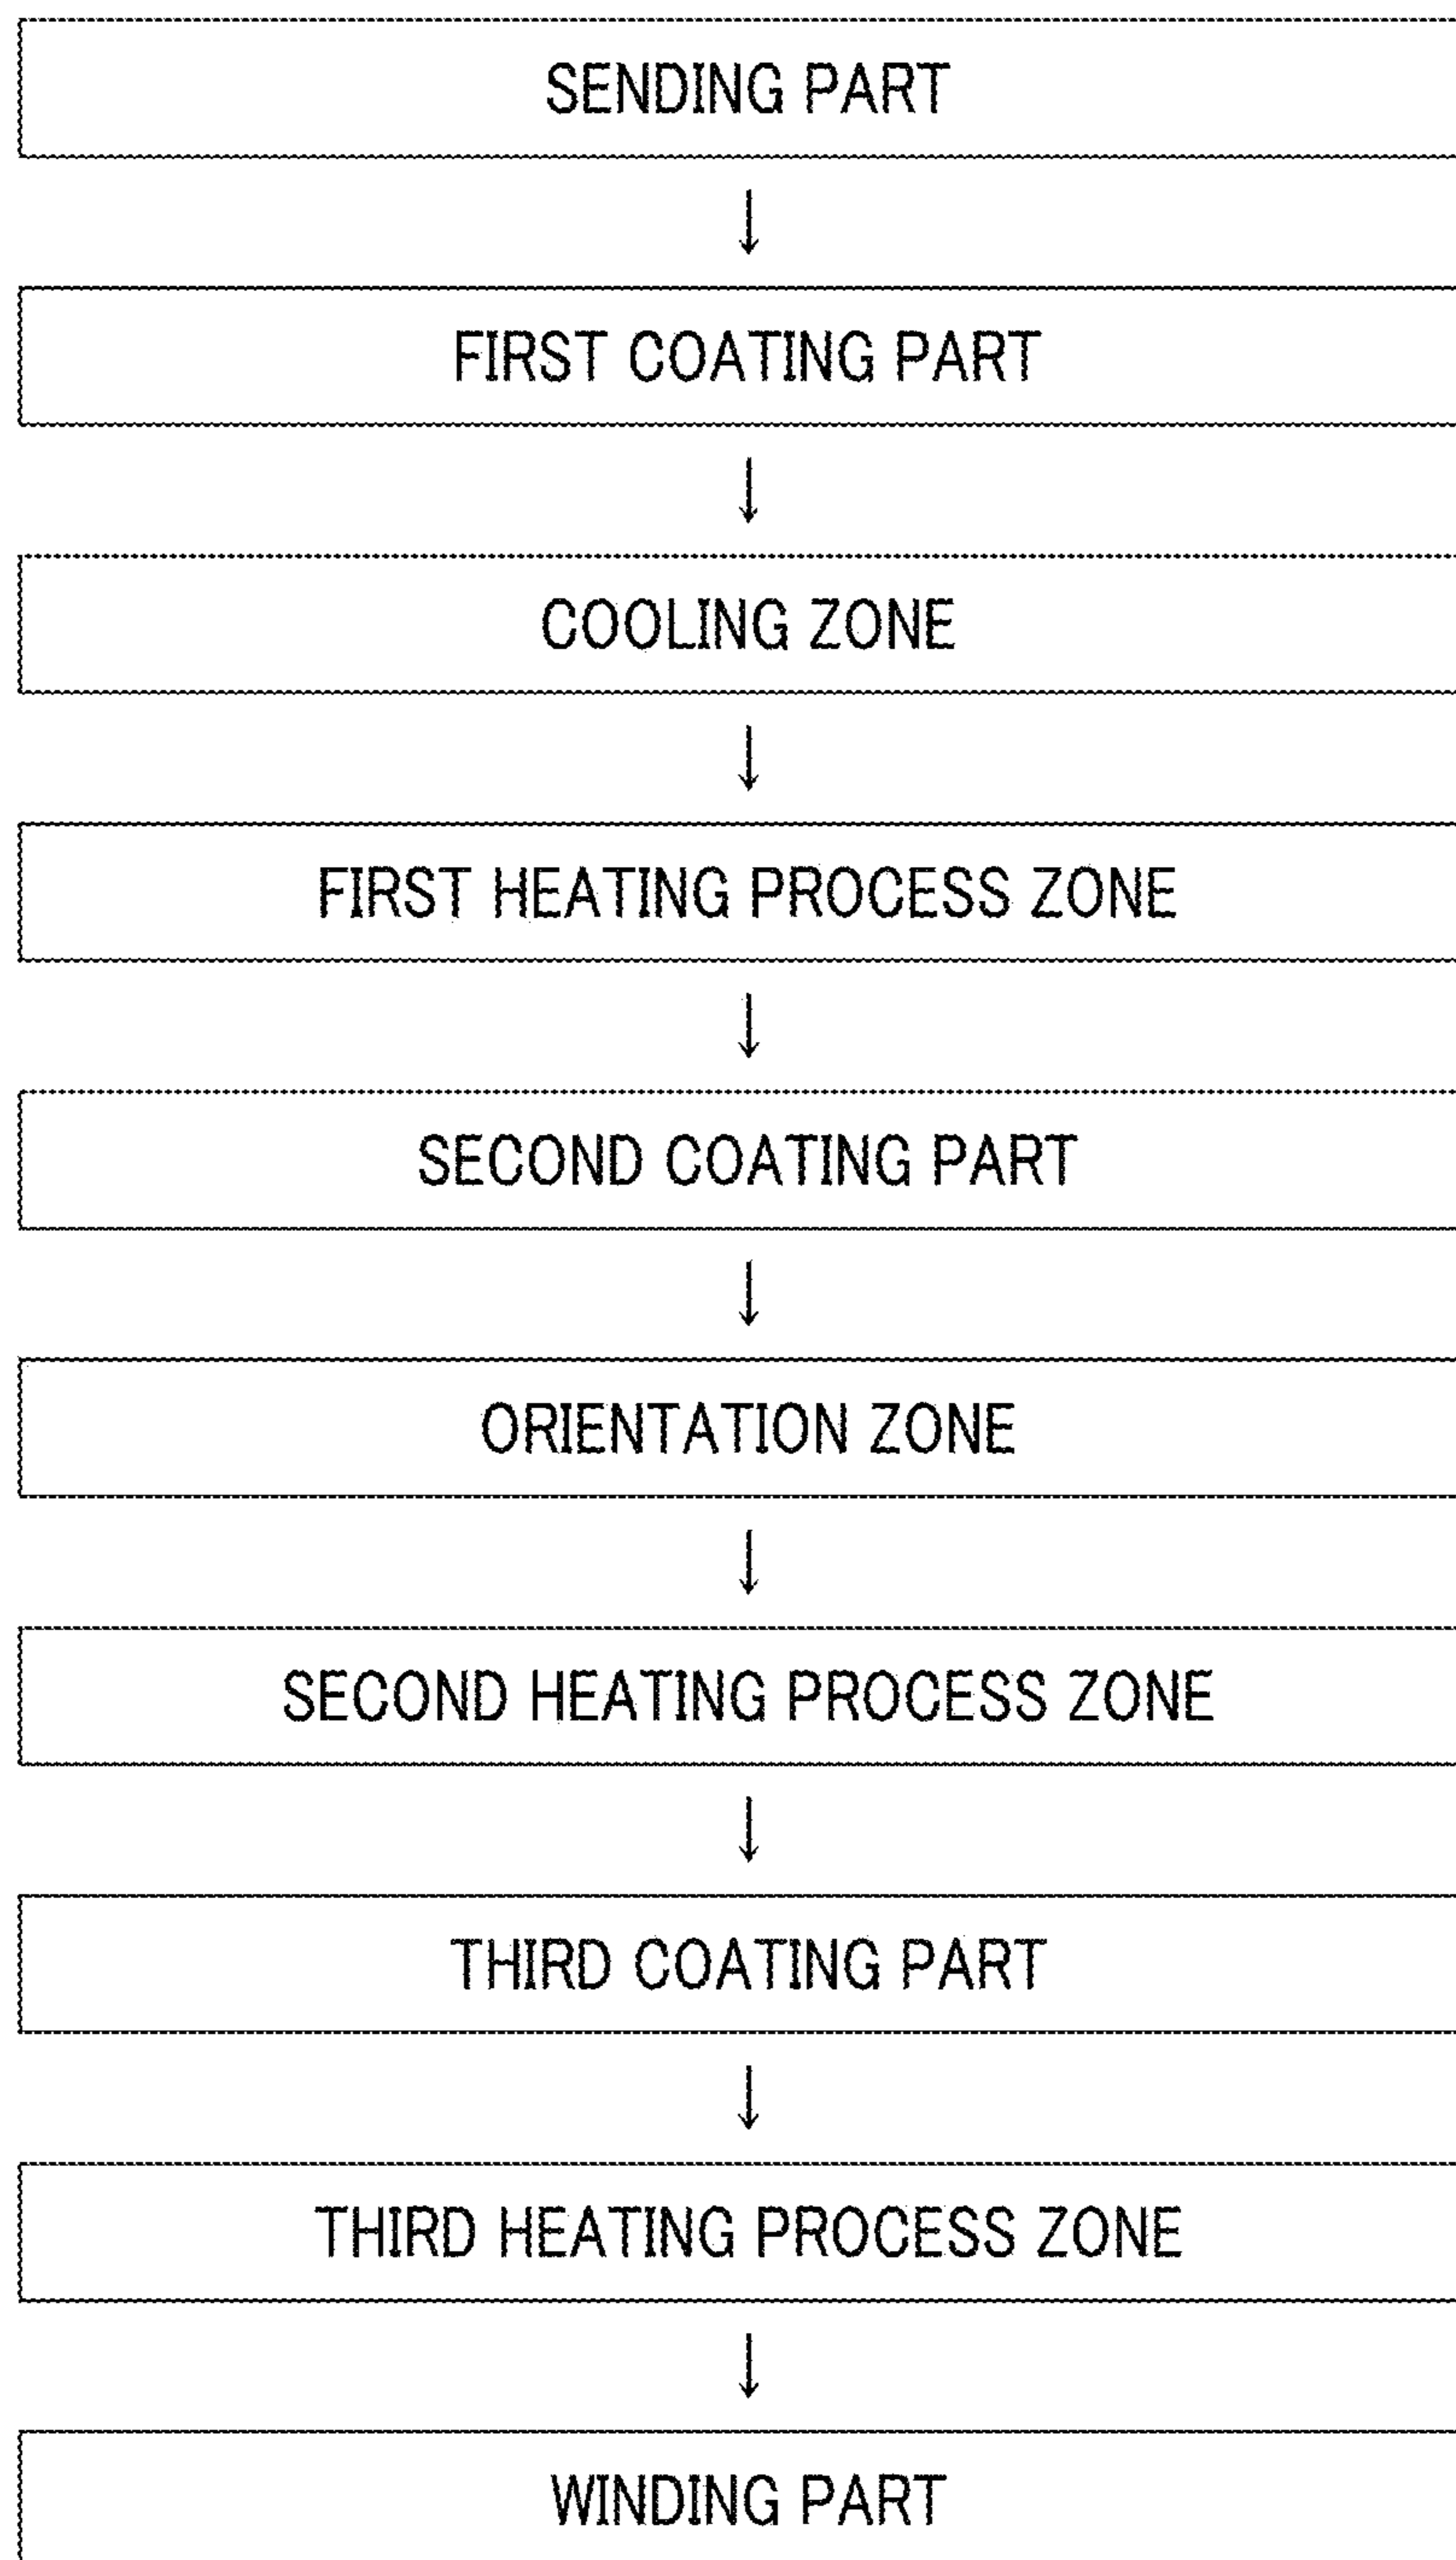 SENDING PART
↓
FIRST COATING PART
↓
COOLING ZONE
↓
FIRST HEATING PROCESS ZONE
↓
SECOND COATING PART
↓
ORIENTATION ZONE
↓
SECOND HEATING PROCESS ZONE
↓
THIRD COATING PART
↓
THIRD HEATING PROCESS ZONE
↓
WINDING PART